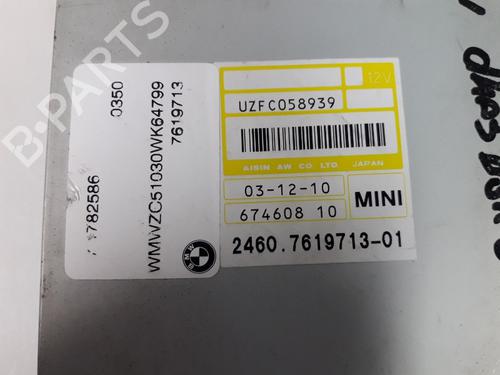 12V
UZFC058939
AISIN AW CO. LTD. JAPAN
03-12-10
MINI
674608 10
2460.7619713-01
0350
7619713
WMWZC51030WK64799
782586
BMW
B-PARTS